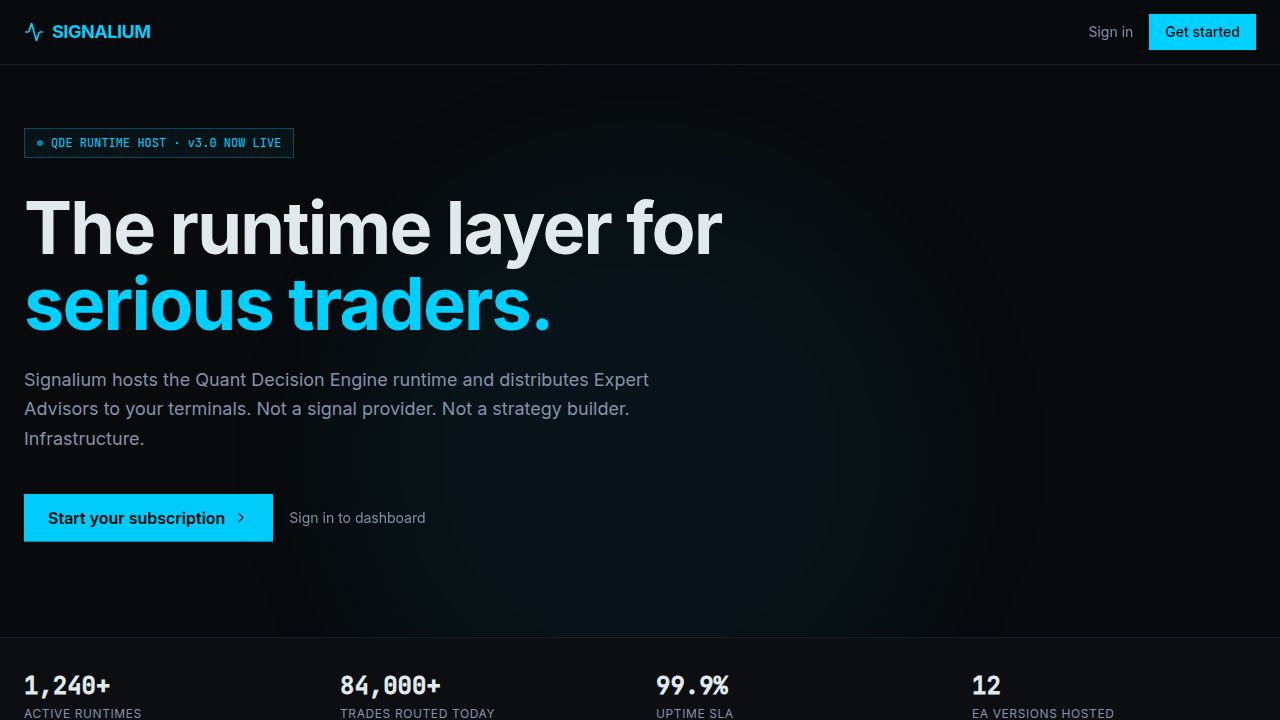 SIGNALIUM
Sign in
Get started
QDE RUNTIME HOST · v3.0 NOW LIVE
The runtime layer for
serious traders.
Signalium hosts the Quant Decision Engine runtime and distributes Expert
Advisors to your terminals. Not a signal provider. Not a strategy builder.
Infrastructure.
Start your subscription
Sign in to dashboard
1,240+
ACTIVE RUNTIMES
84,000+
TRADES ROUTED TODAY
99.9%
UPTIME SLA
12
EA VERSIONS HOSTED